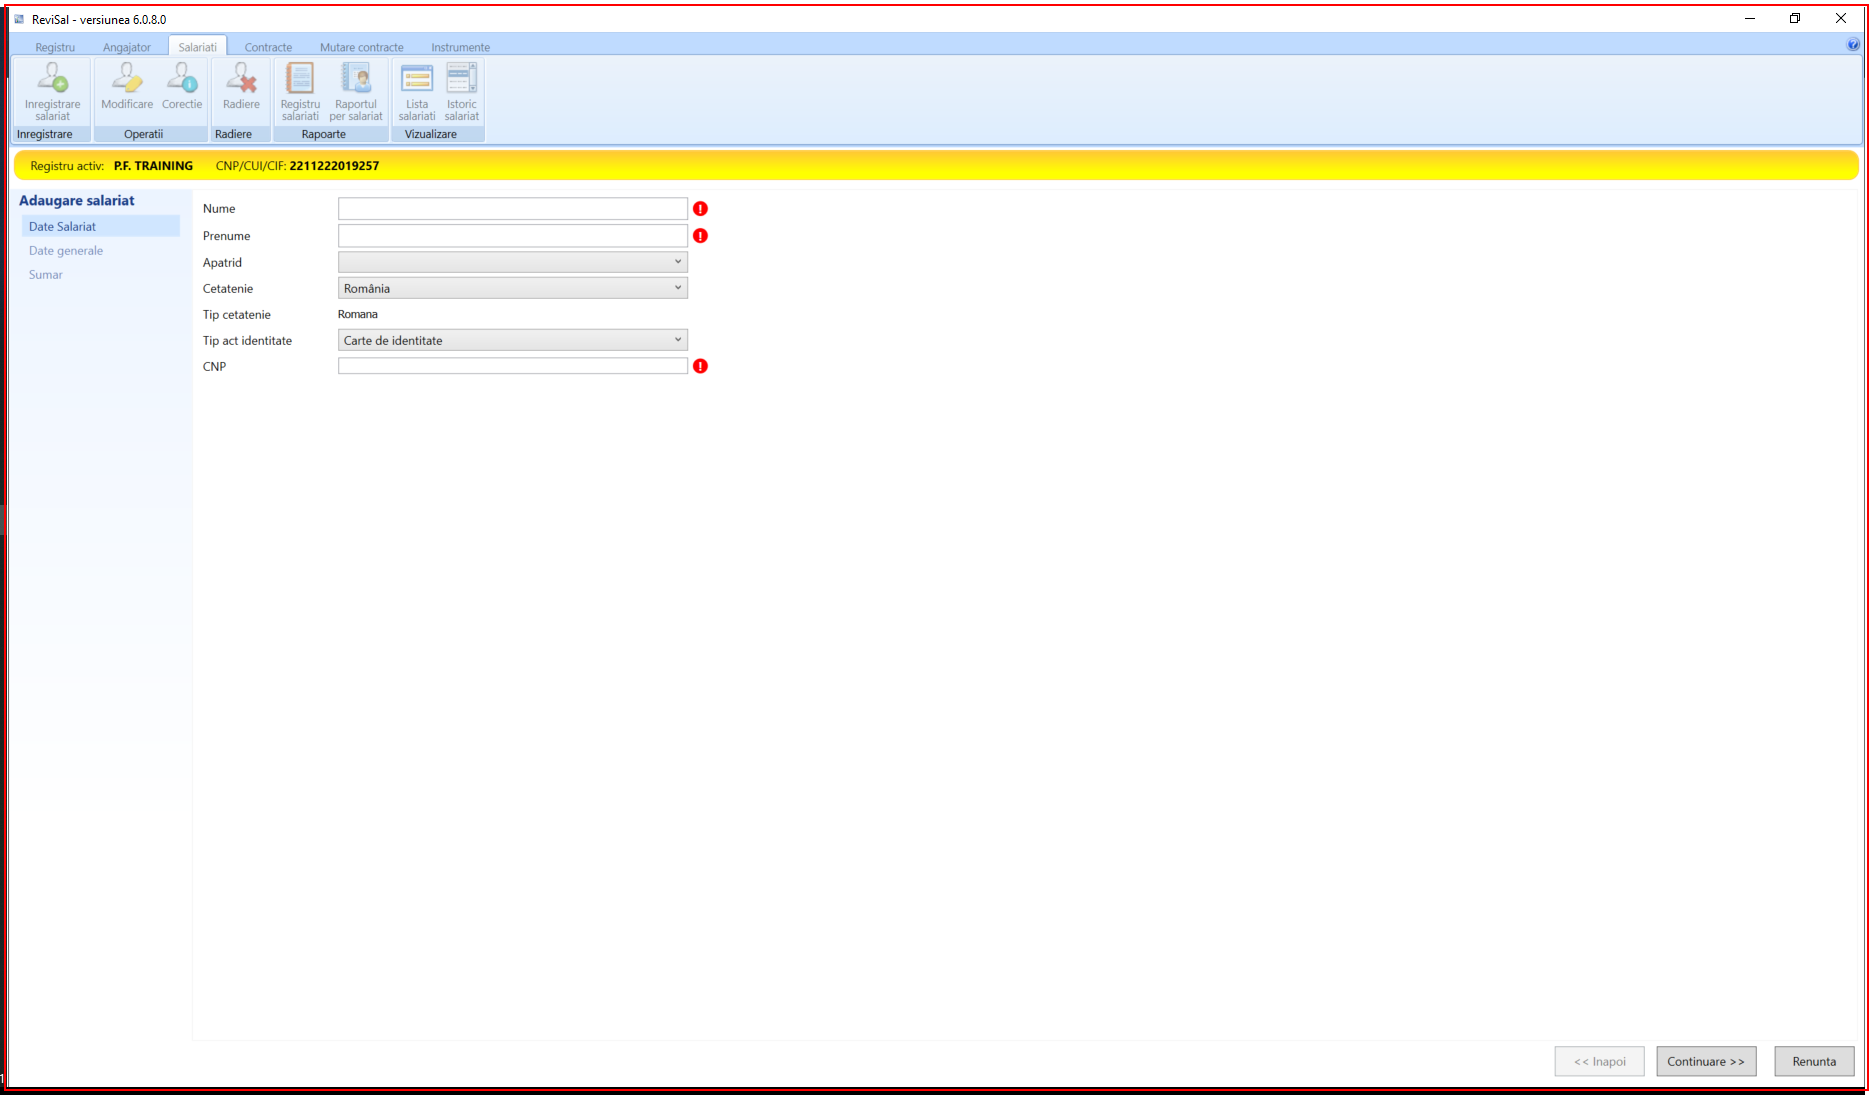 ReviSal - versiunea 6.0.8.0
Registru Angajator Salariati Contracte Mutare contracte Instrumente
Inregistrare salariat Modificare Corectie Radiere Registru salariati Raportul per salariat Lista salariati Istoric salariat
Inregistrare Operatii Radiere Rapoarte Vizualizare
Registru activ: P.F. TRAINING CNP/CUI/CIF: 2211222019257
Adaugare salariat
Date Salariat
Date generale
Sumar
Nume
Prenume
Apatrid
Cetatenie România
Tip cetatenie Romana
Tip act identitate Carte de identitate
CNP
<< Inapoi Continuare >> Renunta